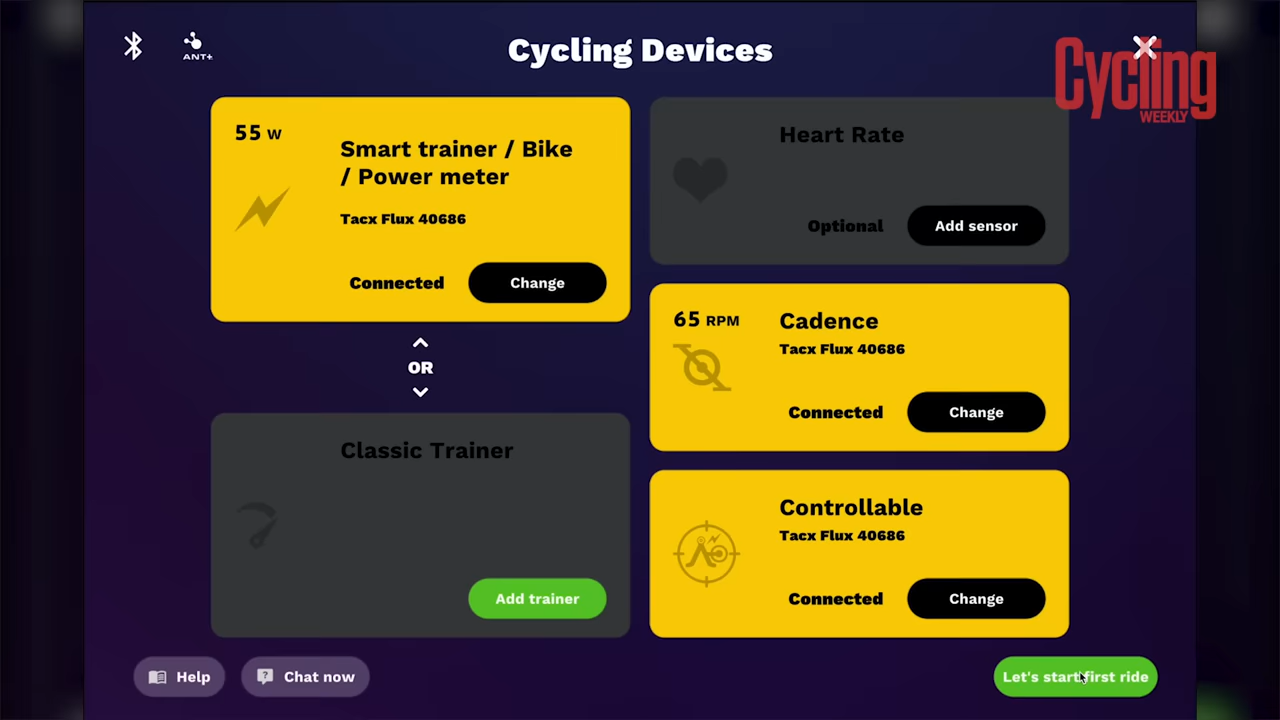 ANT+
Cycling Devices
Cycling
WEEKLY
55 W
Smart trainer / Bike
/ Power meter
Tacx Flux 40686
Connected
Change
OR
Classic Trainer
Add trainer
Heart Rate
Optional
Add sensor
65 RPM
Cadence
Tacx Flux 40686
Connected
Change
Controllable
Tacx Flux 40686
Connected
Change
Help
Chat now
Let's start first ride